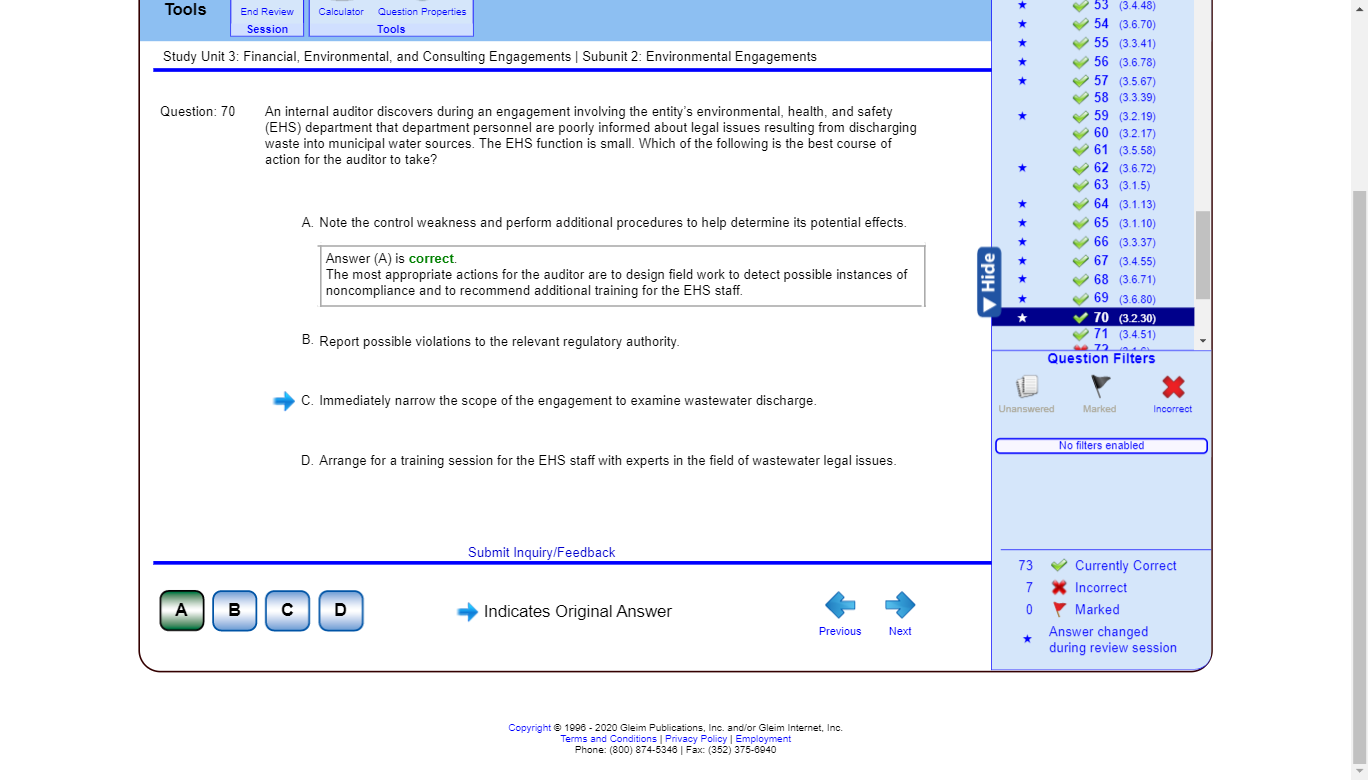 Tools
End Review
Session
Calculator Question Properties
Tools
Study Unit 3: Financial, Environmental, and Consulting Engagements | Subunit 2: Environmental Engagements
Question: 70
An internal auditor discovers during an engagement involving the entity's environmental, health, and safety
(EHS) department that department personnel are poorly informed about legal issues resulting from discharging
waste into municipal water sources. The EHS function is small. Which of the following is the best course of
action for the auditor to take?
A. Note the control weakness and perform additional procedures to help determine its potential effects.
Answer (A) is correct.
The most appropriate actions for the auditor are to design field work to detect possible instances of
noncompliance and to recommend additional training for the EHS staff.
B. Report possible violations to the relevant regulatory authority.
C. Immediately narrow the scope of the engagement to examine wastewater discharge.
D. Arrange for a training session for the EHS staff with experts in the field of wastewater legal issues.
Submit Inquiry/Feedback
A B C D
Indicates Original Answer
Previous Next
53 (3.4.48)
54 (3.6.70)
55 (3.3.41)
56 (3.6.78)
57 (3.5.67)
58 (3.3.39)
59 (3.2.19)
60 (3.2.17)
61 (3.5.58)
62 (3.6.72)
63 (3.1.5)
64 (3.1.13)
65 (3.1.10)
66 (3.3.37)
67 (3.4.55)
68 (3.6.71)
69 (3.6.80)
70 (3.2.30)
71 (3.4.51)
72
Hide
Question Filters
Unanswered Marked Incorrect
No filters enabled
73 Currently Correct
7 Incorrect
0 Marked
Answer changed
during review session
Copyright © 1996 - 2020 Gleim Publications, Inc. and/or Gleim Internet, Inc.
Terms and Conditions | Privacy Policy | Employment
Phone: (800) 874-5346 | Fax: (352) 375-6940